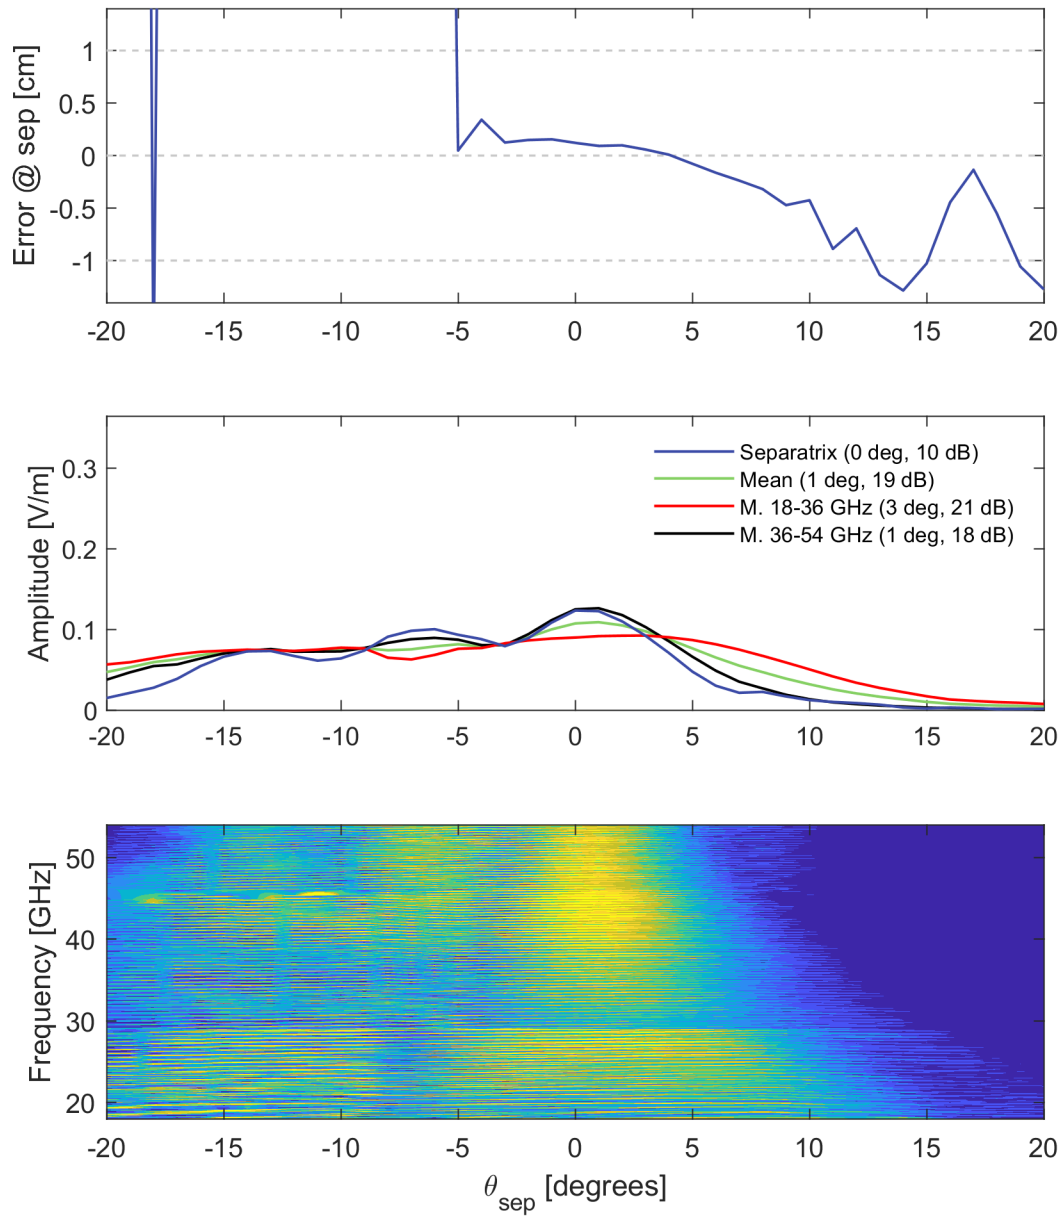 Error @ sep [cm]
1
0.5
0
-0.5
-1
-20 -15 -10 -5 0 5 10 15 20
Amplitude [V/m]
0.3
0.2
0.1
0
Separatrix (0 deg, 10 dB)
Mean (1 deg, 19 dB)
M. 18-36 GHz (3 deg, 21 dB)
M. 36-54 GHz (1 deg, 18 dB)
-20 -15 -10 -5 0 5 10 15 20
Frequency [GHz]
50
40
30
20
-20 -15 -10 -5 0 5 10 15 20
θsep [degrees]